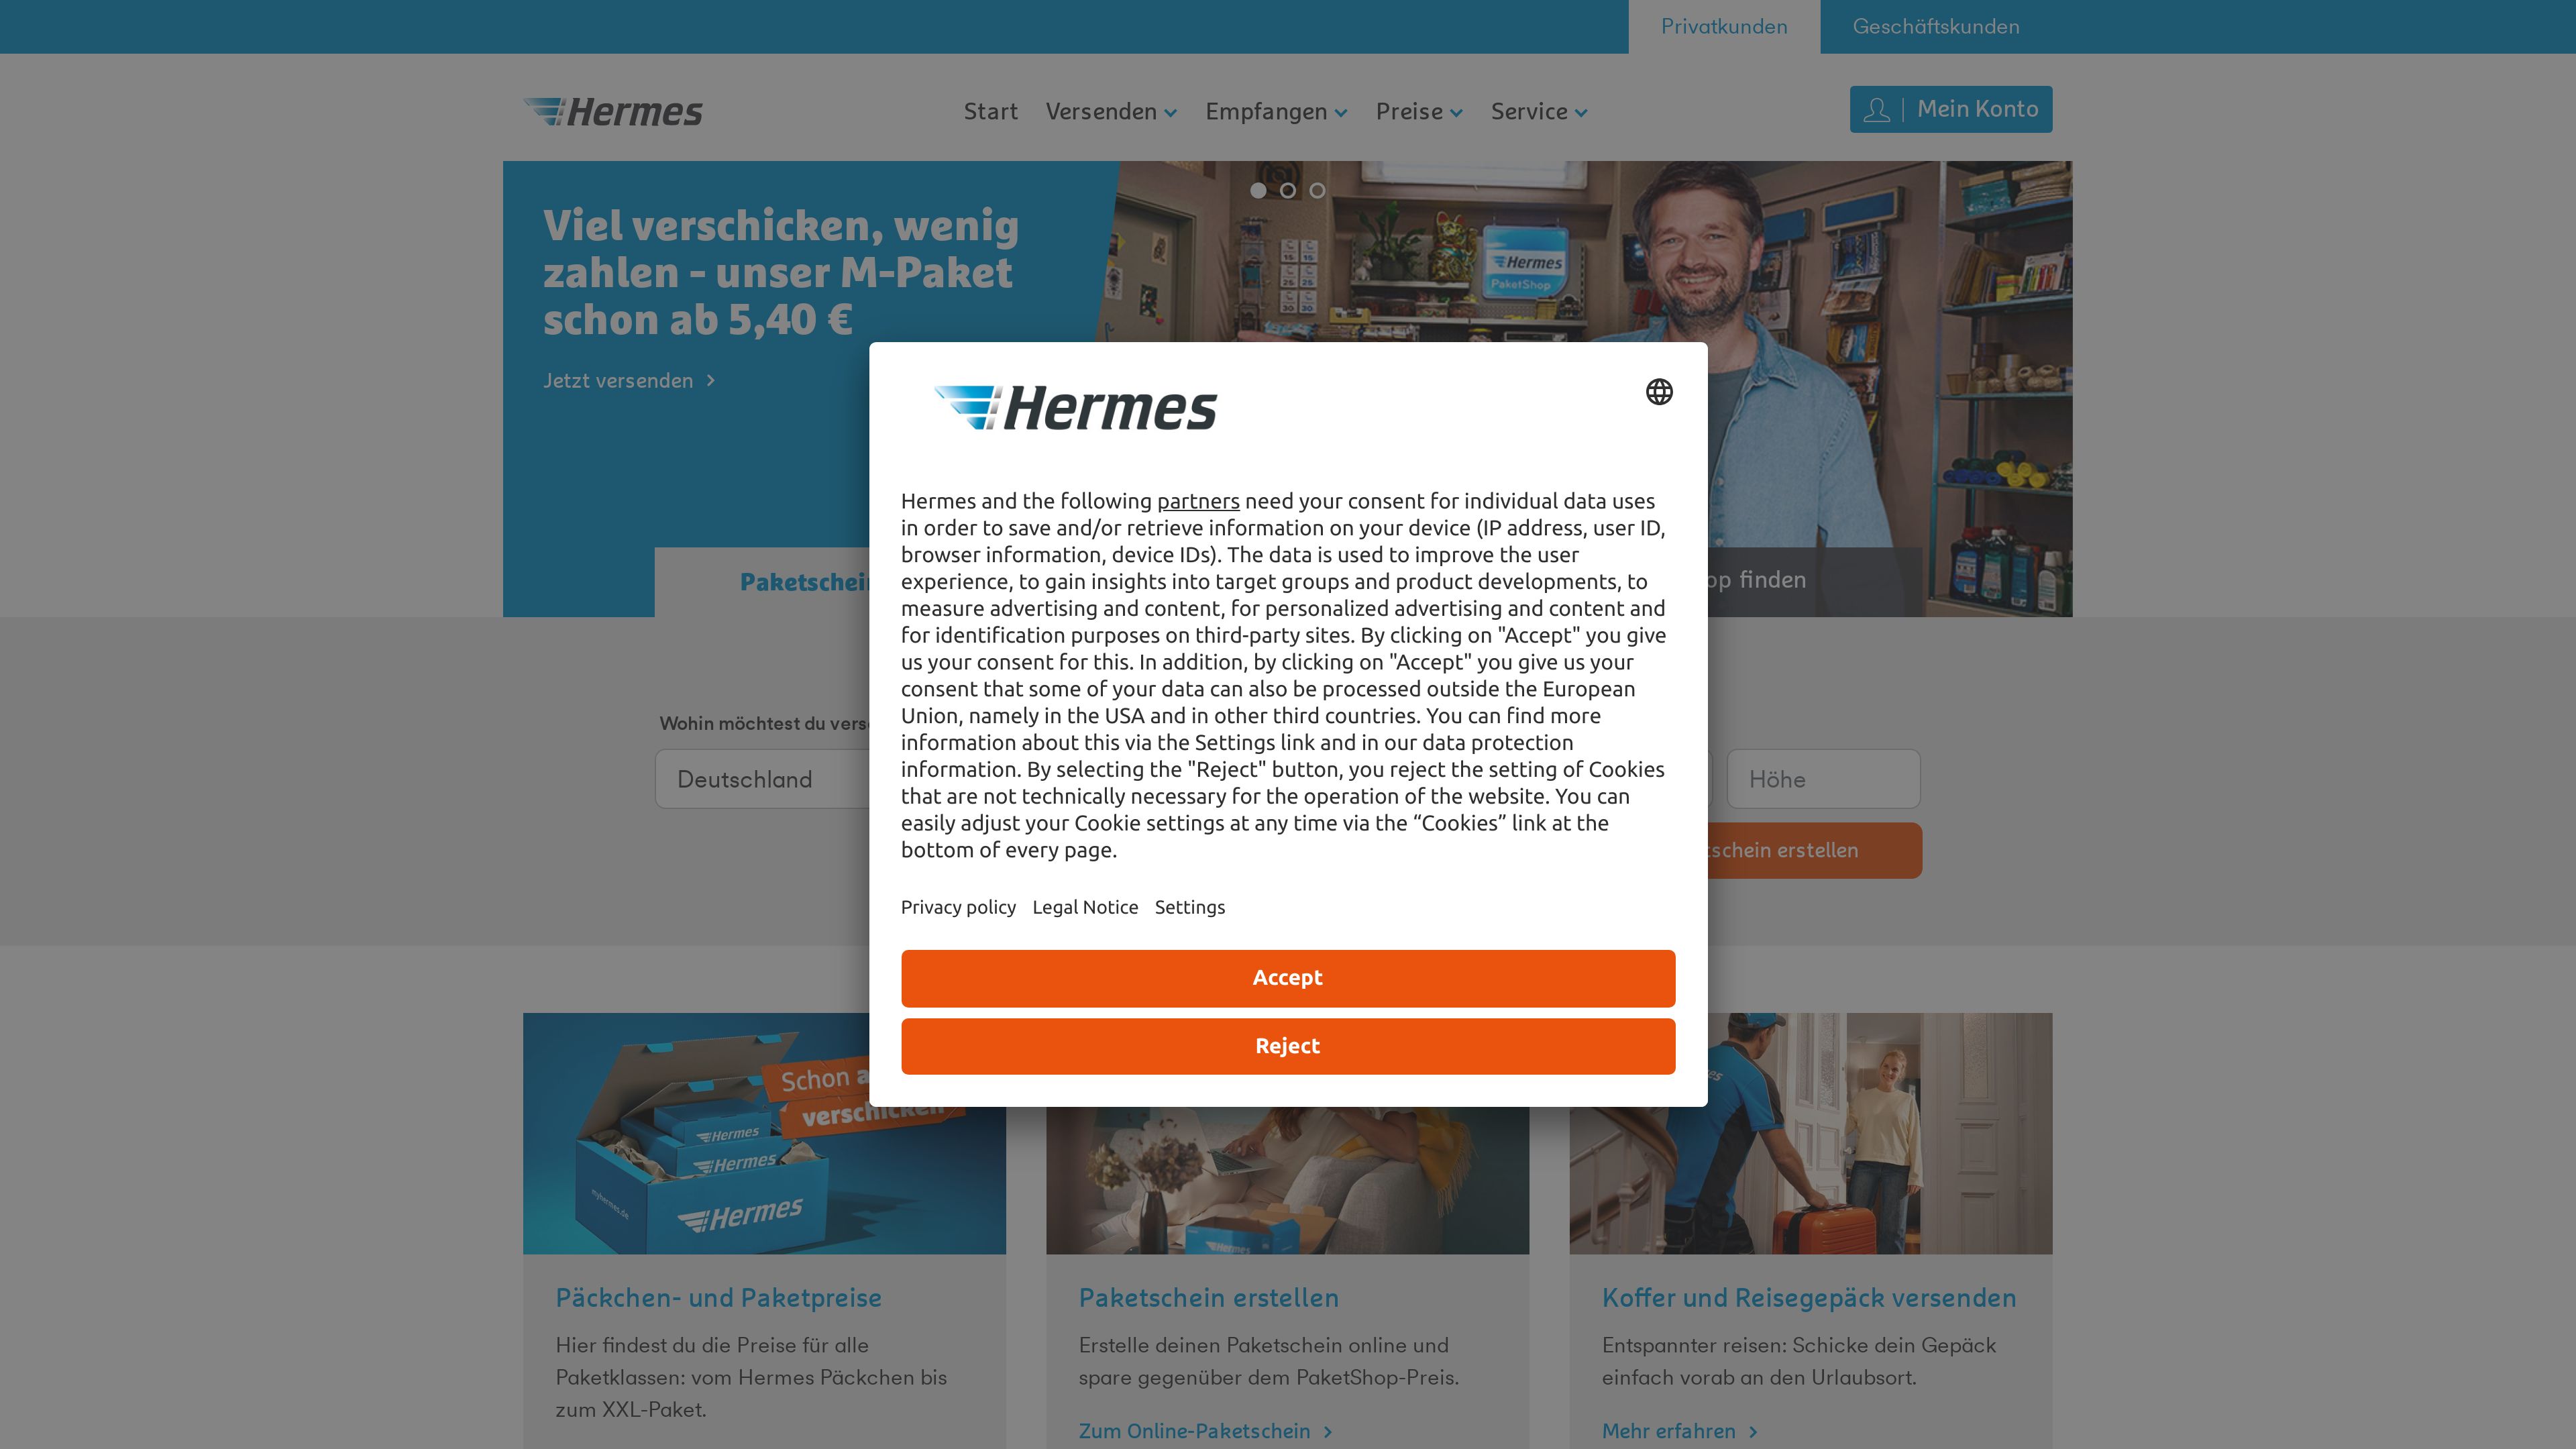 Privatkunden
Geschäftskunden
Hermes
Start
Versenden
Empfangen
Preise
Service
Mein Konto
Viel verschicken, wenig
zahlen - unser M-Paket
schon ab 5,40 €
Jetzt versenden
Hermes
PaketShop
Hermes
Hermes and the following partners need your consent for individual data uses
in order to save and/or retrieve information on your device (IP address, user ID,
browser information, device IDs). The data is used to improve the user
experience, to gain insights into target groups and product developments, to
measure advertising and content, for personalized advertising and content and
for identification purposes on third-party sites. By clicking on "Accept" you give
us your consent for this. In addition, by clicking on "Accept" you give us your
consent that some of your data can also be processed outside the European
Union, namely in the USA and in other third countries. You can find more
information about this via the Settings link and in our data protection
information. By selecting the "Reject" button, you reject the setting of Cookies
that are not technically necessary for the operation of the website. You can
easily adjust your Cookie settings at any time via the “Cookies” link at the
bottom of every page.
Privacy policy Legal Notice Settings
Accept
Reject
finden
Wohin möchtest du
Deutschland
Höhe
erstellen
Schon
verschicken
Hermes
Hermes
Hermes
myhermes.de
Hermes
Päckchen- und Paketpreise
Hier findest du die Preise für alle
Paketklassen: vom Hermes Päckchen bis
zum XXL-Paket.
Paketschein erstellen
Erstelle deinen Paketschein online und
spare gegenüber dem PaketShop-Preis.
Zum Online-Paketschein
Koffer und Reisegepäck versenden
Entspannter reisen: Schicke dein Gepäck
einfach vorab an den Urlaubsort.
Mehr erfahren